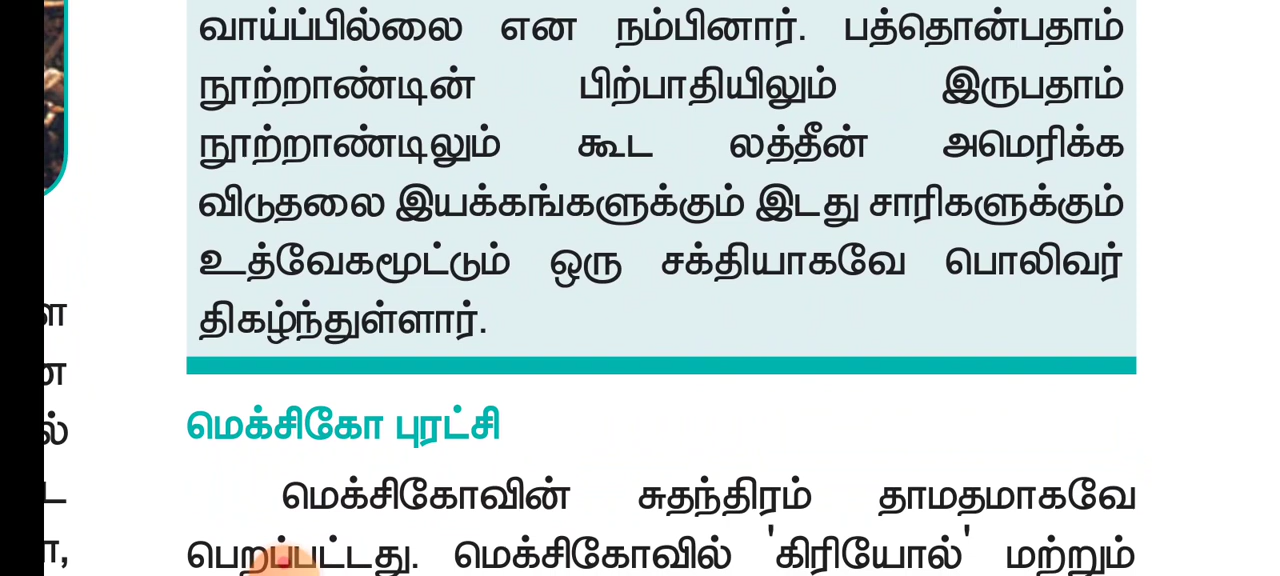 வாய்ப்பில்லை என நம்பினார். பத்தொன்பதாம்
நூற்றாண்டின் பிற்பாதியிலும் இருபதாம்
நூற்றாண்டிலும் கூட லத்தீன் அமெரிக்க
விடுதலை இயக்கங்களுக்கும் இடது சாரிகளுக்கும்
உத்வேகமூட்டும் ஒரு சக்தியாகவே பொலிவர்
திகழ்ந்துள்ளார்.
மெக்சிகோ புரட்சி
மெக்சிகோவின் சுதந்திரம் தாமதமாகவே
பெறப்பட்டது. மெக்சிகோவில் 'கிரியோல்' மற்றும்